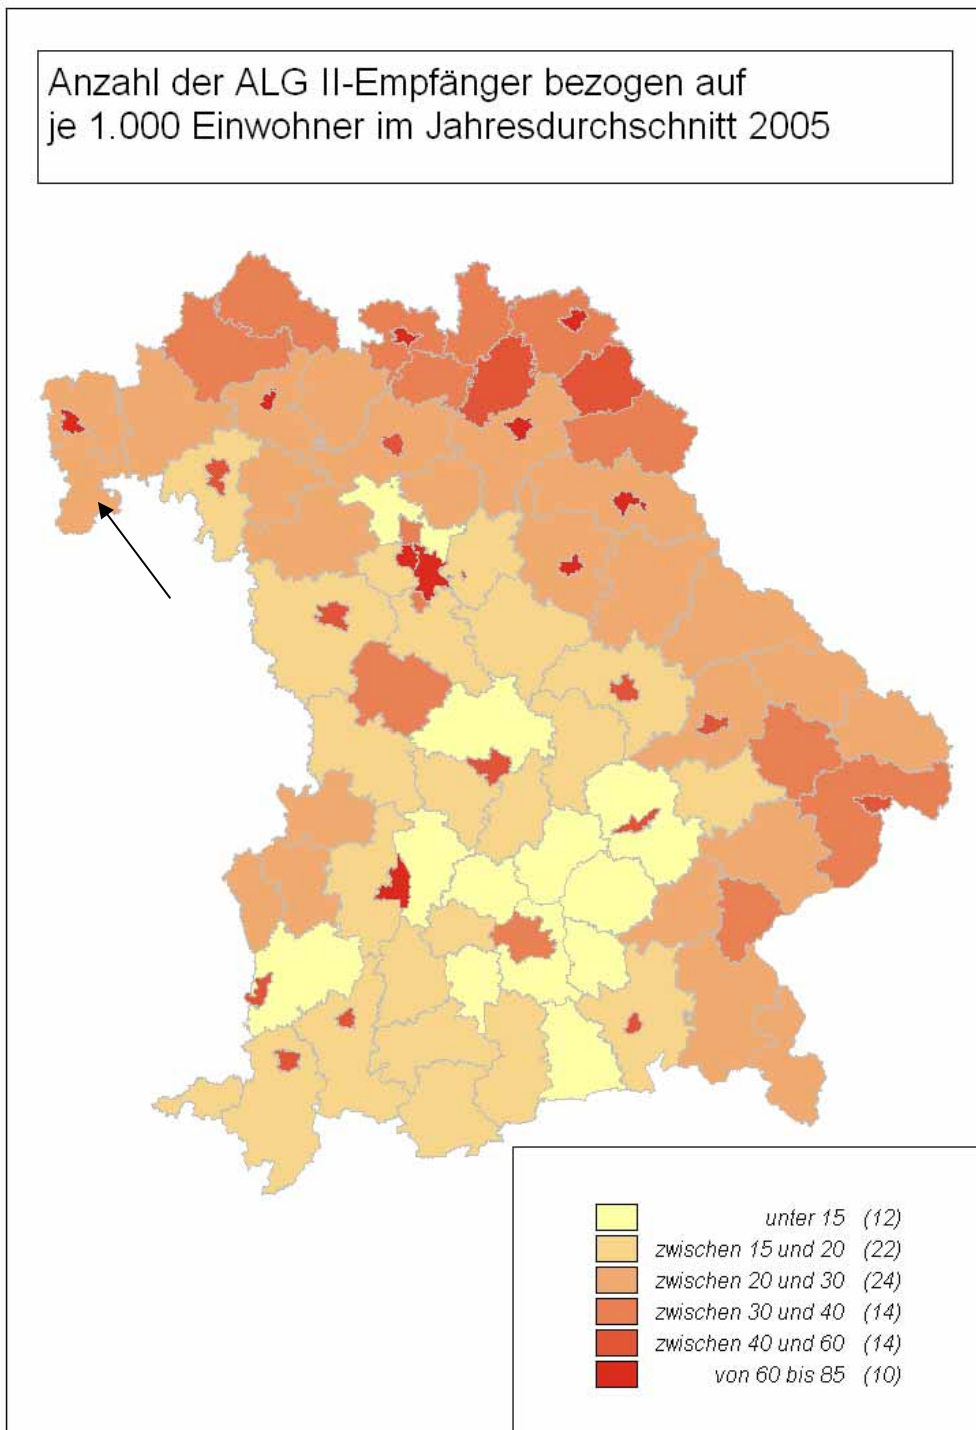 Anzahl der ALG II-Empfänger bezogen auf
je 1.000 Einwohner im Jahresdurchschnitt 2005
unter 15 (12)
zwischen 15 und 20 (22)
zwischen 20 und 30 (24)
zwischen 30 und 40 (14)
zwischen 40 und 60 (14)
von 60 bis 85 (10)